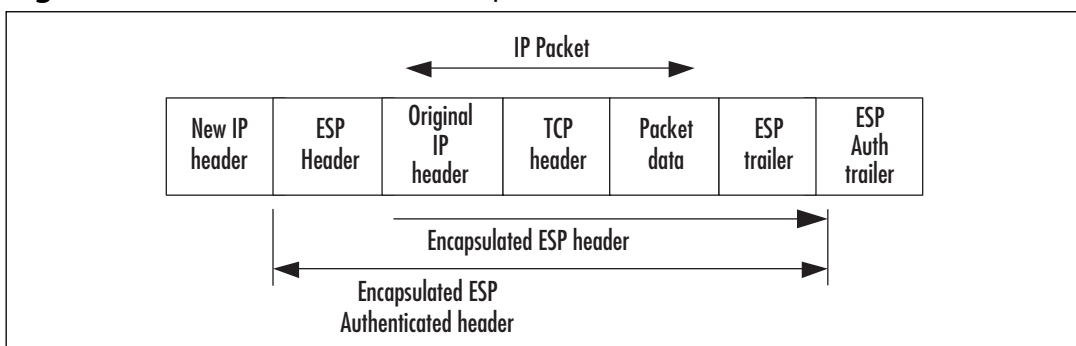 IP Packet
New IP
header
ESP
Header
Original
IP
header
TCP
header
Packet
data
ESP
trailer
ESP
Auth
trailer
Encapsulated ESP header
Encapsulated ESP
Authenticated header